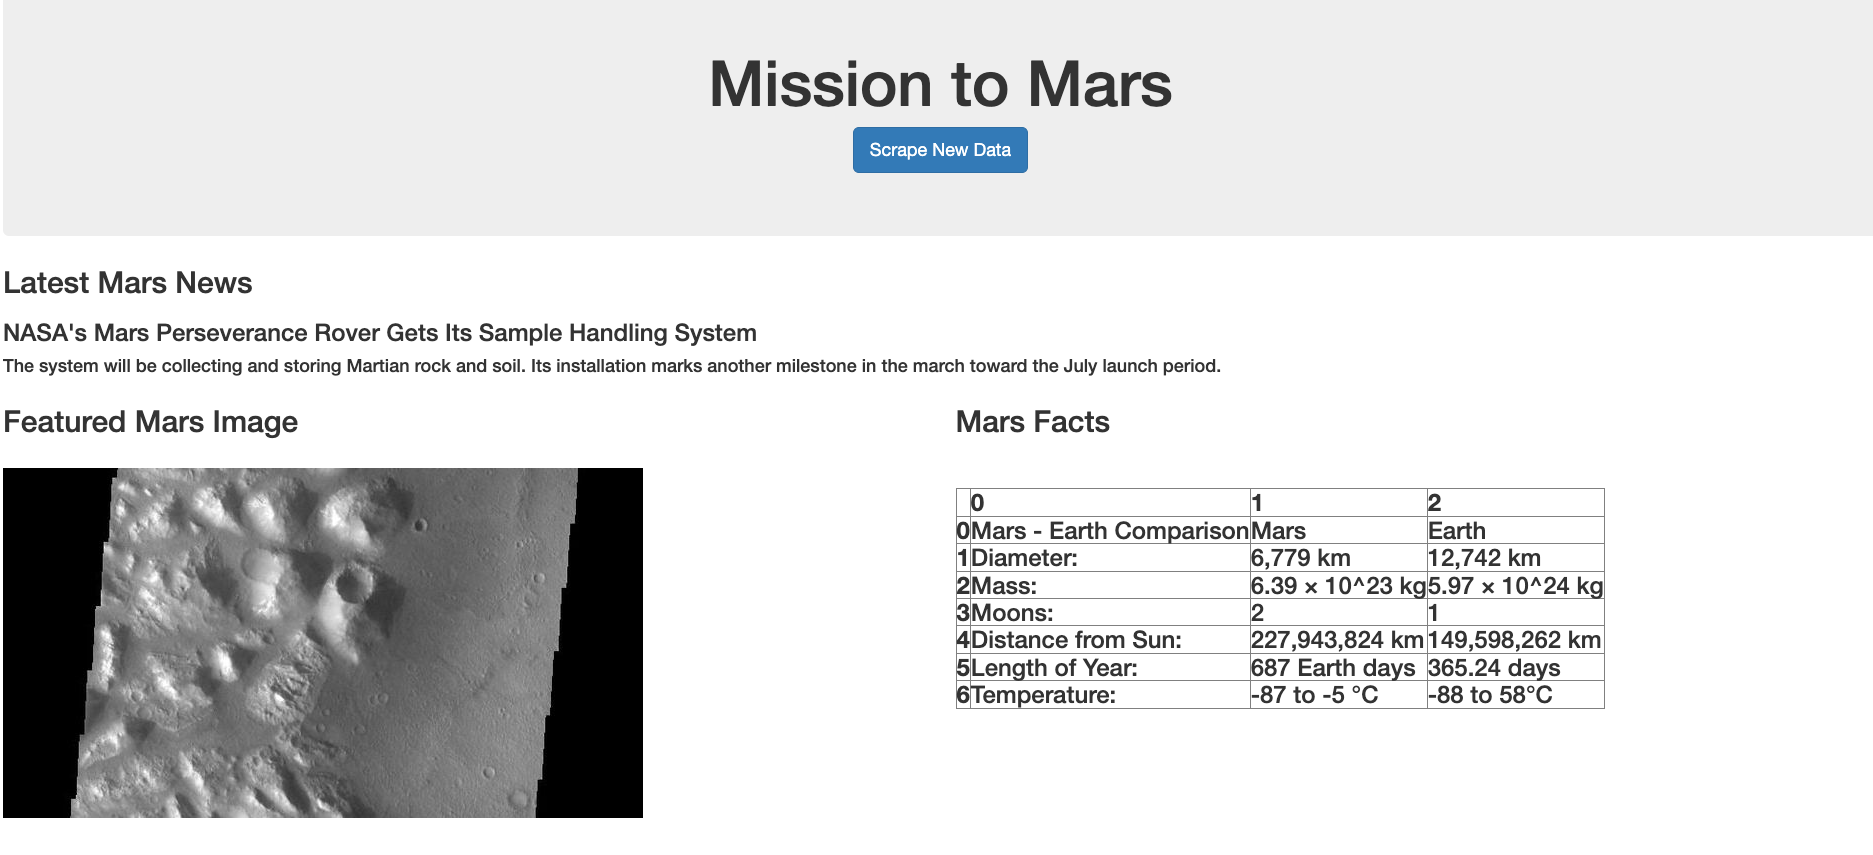 Mission to Mars
Scrape New Data
Latest Mars News
NASA's Mars Perseverance Rover Gets Its Sample Handling System
The system will be collecting and storing Martian rock and soil. Its installation marks another milestone in the march toward the July launch period.
Featured Mars Image
Mars Facts
0 1 2
0 Mars - Earth Comparison Mars Earth
1 Diameter: 6,779 km 12,742 km
2 Mass: 6.39 × 10^23 kg 5.97 × 10^24 kg
3 Moons: 2 1
4 Distance from Sun: 227,943,824 km 149,598,262 km
5 Length of Year: 687 Earth days 365.24 days
6 Temperature: -87 to -5 °C -88 to 58°C